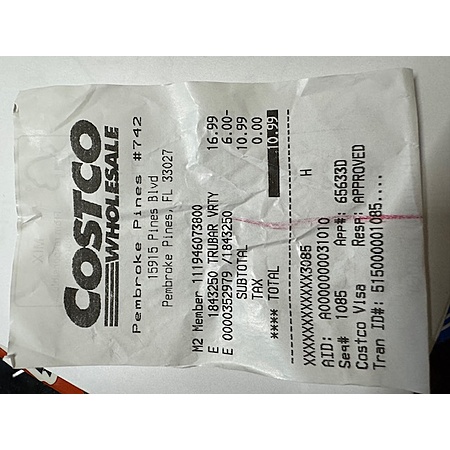 COSTCO
WHOLESALE
Pembroke Pines #742
15915 Pines Blvd
Pembroke Pines, FL 33027
M2 Member 111946073800
E 1843250 TRUBAR VRTY 16.99
E 0000352979 /1843250 6.00-
SUBTOTAL 10.99
TAX 0.00
**** TOTAL 10.99
XXXXXXXXXXXX3085 H
AID: A0000000031010
Seq# 1085 App#: 65633D
Costco Visa Resp: APPROVED
Tran ID#: 515000001085....